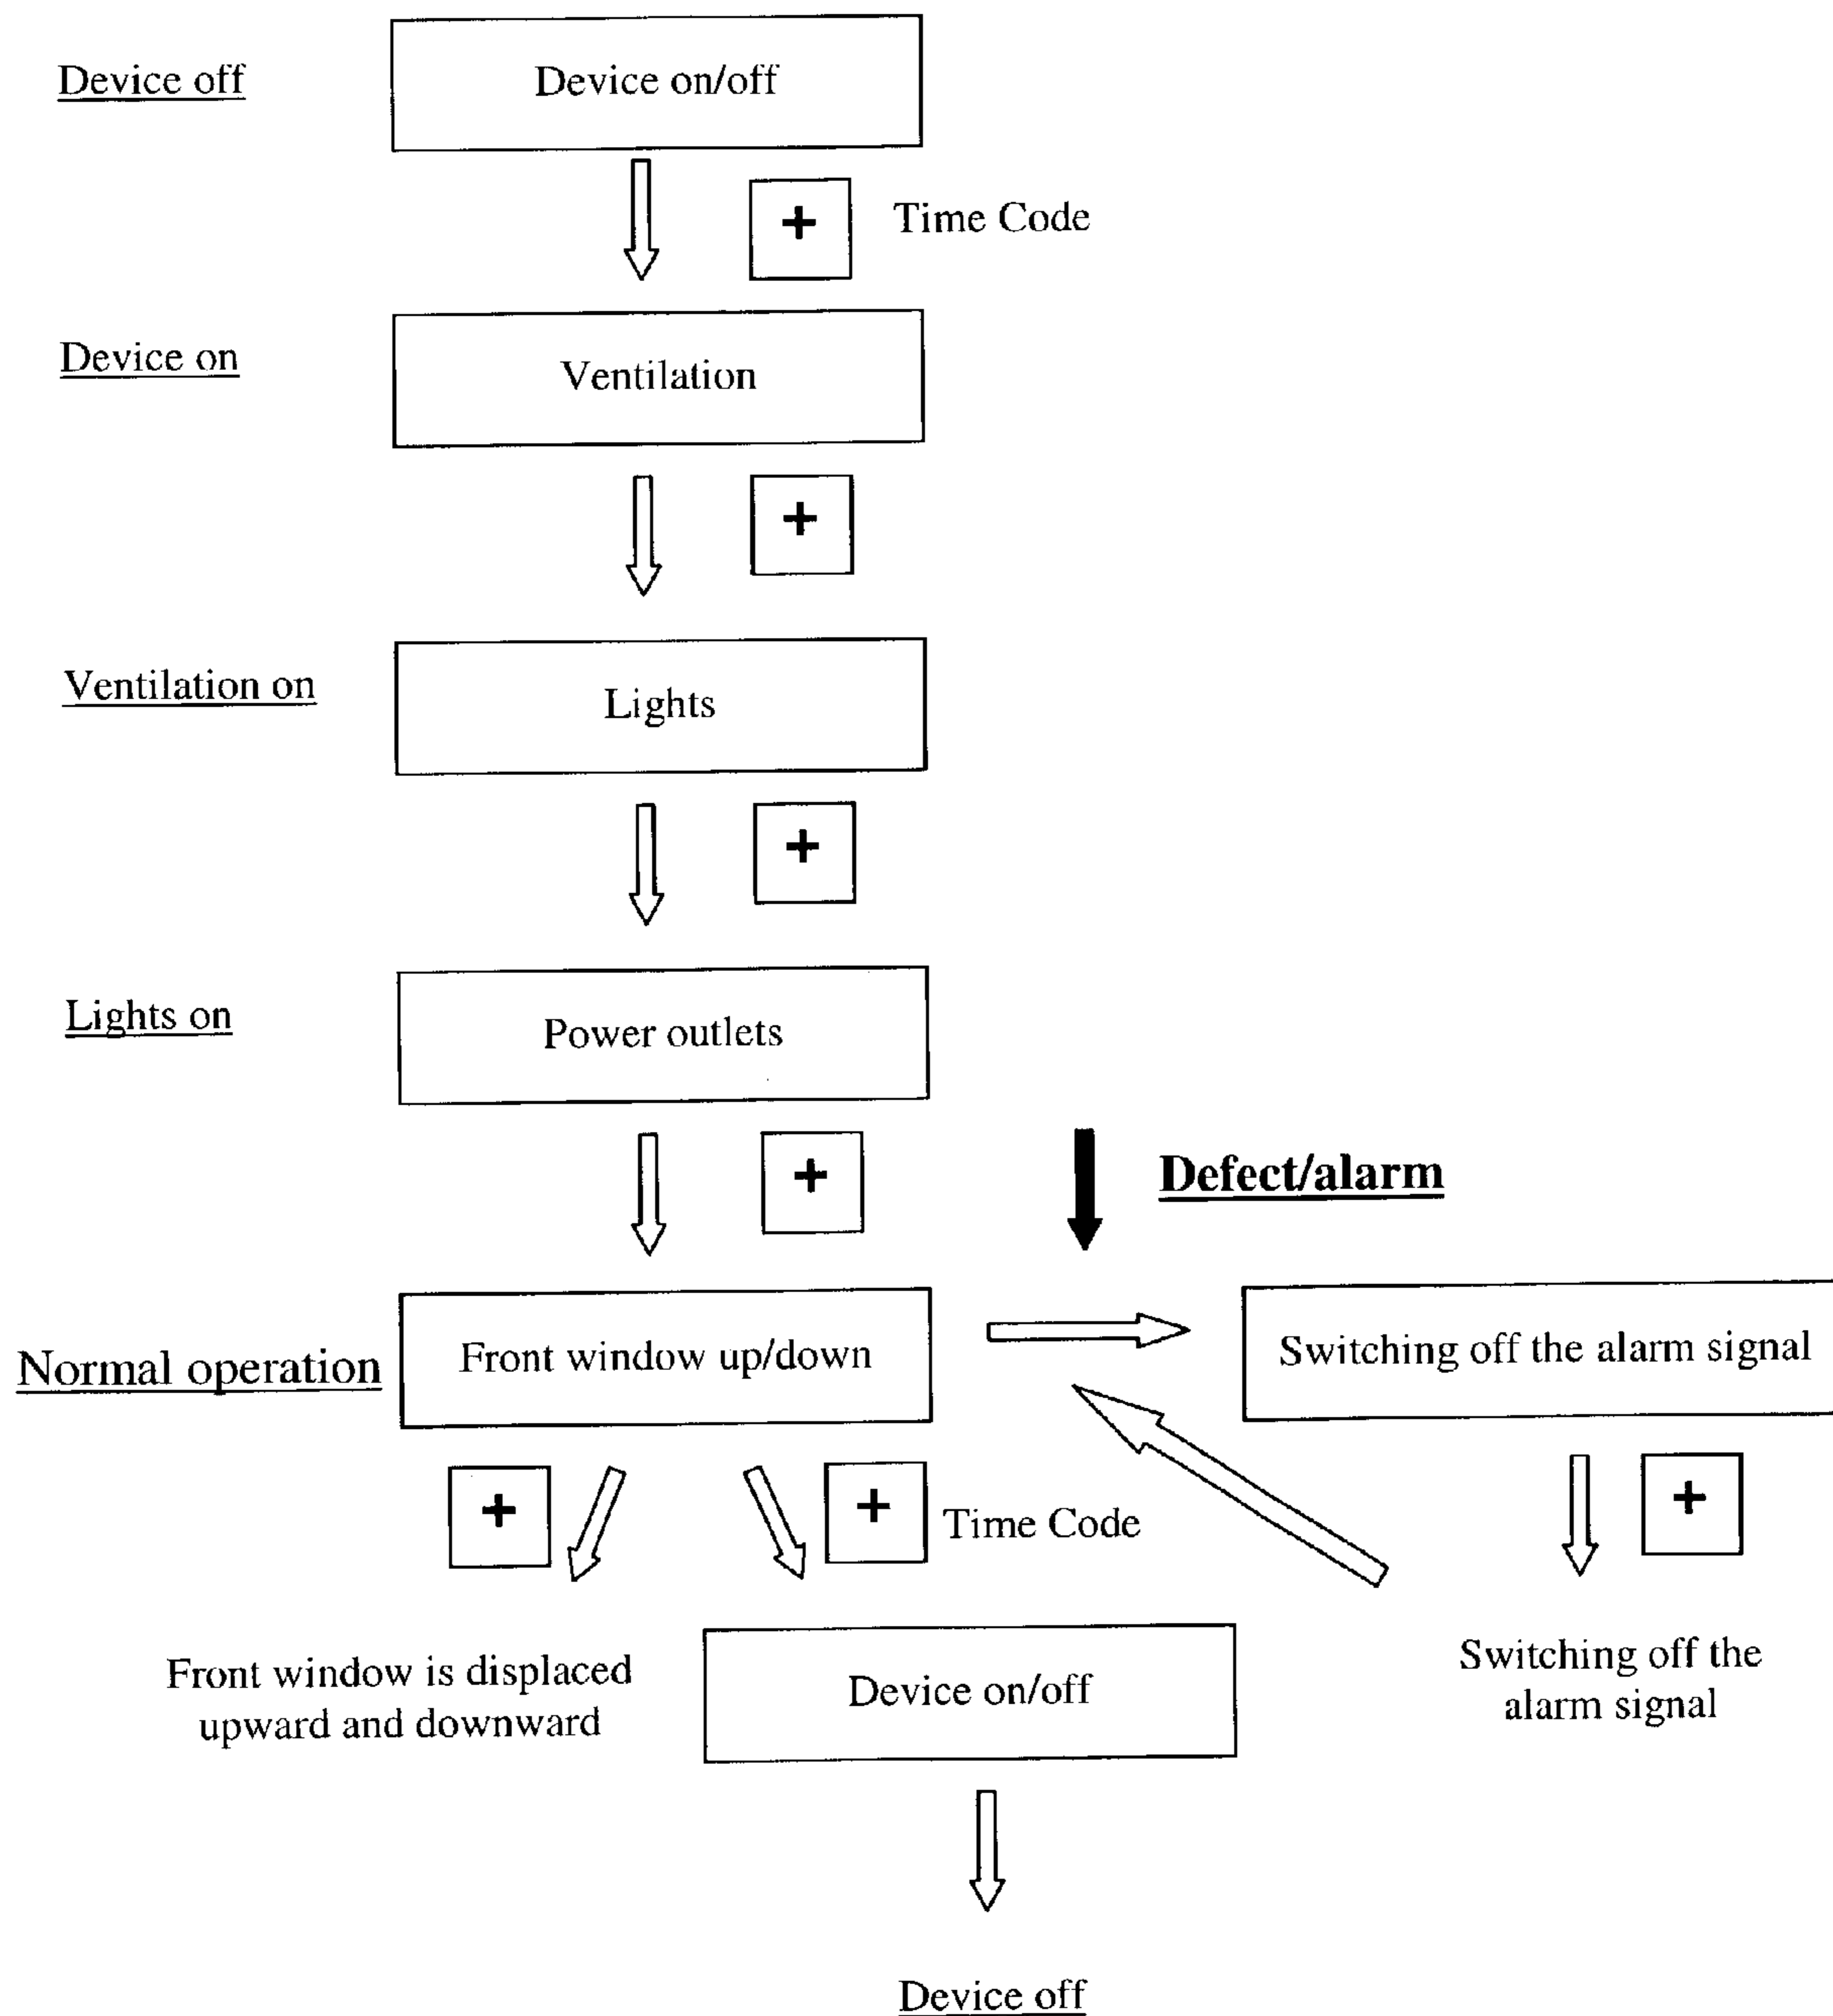 Device off
Device on/off
+
Time Code
Device on
Ventilation
+
Ventilation on
Lights
+
Lights on
Power outlets
+
Defect/alarm
Normal operation
Front window up/down
Switching off the alarm signal
+
+
Time Code
+
Front window is displaced
upward and downward
Device on/off
Switching off the
alarm signal
Device off